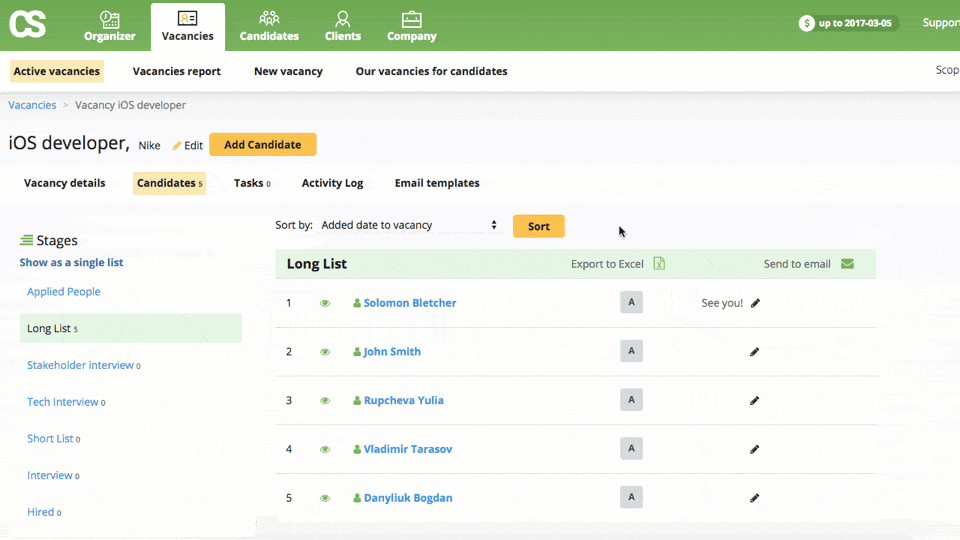 CS
Organizer
Vacancies
Candidates
Clients
Company
$ up to 2017-03-05
Suppor
Active vacancies
Vacancies report
New vacancy
Our vacancies for candidates
Scop
Vacancies > Vacancy iOS developer
iOS developer, Nike Edit Add Candidate
Vacancy details
Candidates 5
Tasks 0
Activity Log
Email templates
Sort by: Added date to vacancy Sort
Stages
Show as a single list
Applied People
Long List 5
Stakeholder Interview 0
Tech Interview 0
Short List 0
Interview 0
Hired 0
Long List Export to Excel X Send to email
1 Solomon Bletcher A See you!
2 John Smith A
3 Rupcheva Yulia A
4 Vladimir Tarasov A
5 Danyliuk Bogdan A